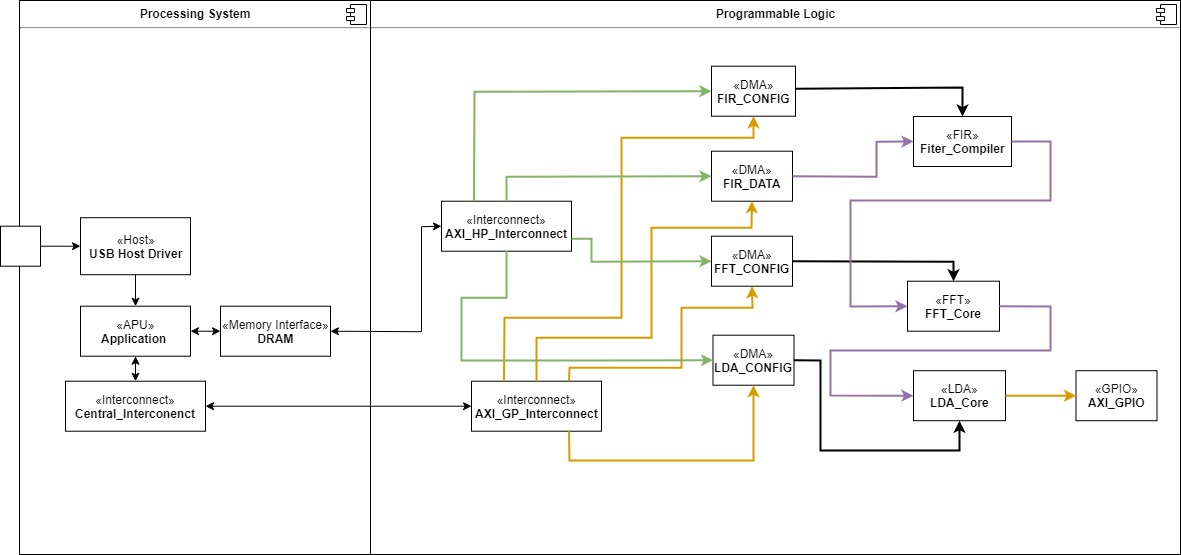 Processing System
Programmable Logic
«DMA»
FIR_CONFIG
«FIR»
Fiter_Compiler
«DMA»
FIR_DATA
«Interconnect»
AXI_HP_Interconnect
«Host»
USB Host Driver
«DMA»
FFT_CONFIG
«FFT»
FFT_Core
«APU»
Application
«Memory Interface»
DRAM
«DMA»
LDA_CONFIG
«Interconnect»
Central_Interconenct
«Interconnect»
AXI_GP_Interconnect
«LDA»
LDA_Core
«GPIO»
AXI_GPIO